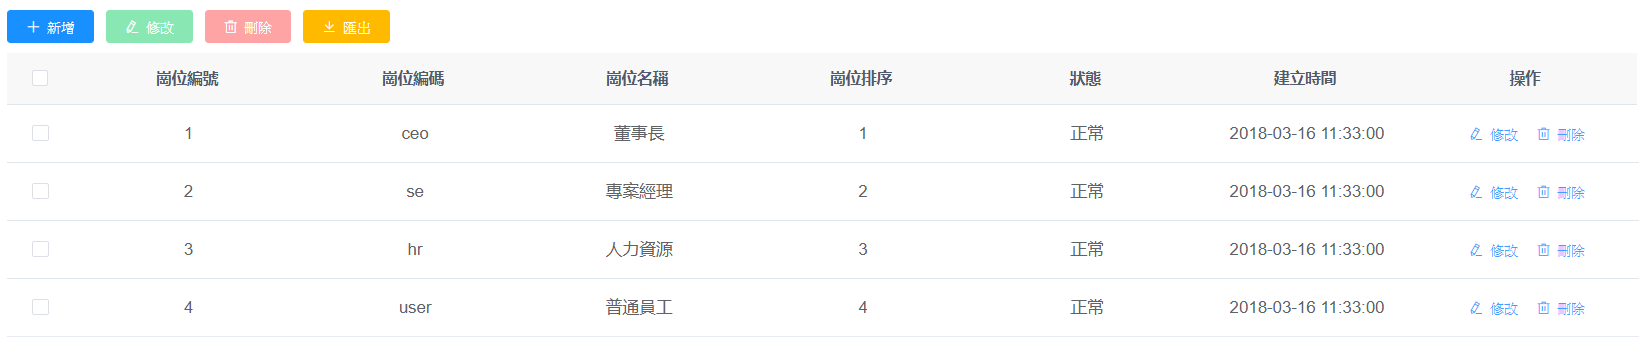 新增 修改 刪除 匯出
崗位編號 崗位編碼 崗位名稱 崗位排序 狀態 建立時間 操作
1 ceo 董事長 1 正常 2018-03-16 11:33:00 修改 刪除
2 se 專案經理 2 正常 2018-03-16 11:33:00 修改 刪除
3 hr 人力資源 3 正常 2018-03-16 11:33:00 修改 刪除
4 user 普通員工 4 正常 2018-03-16 11:33:00 修改 刪除